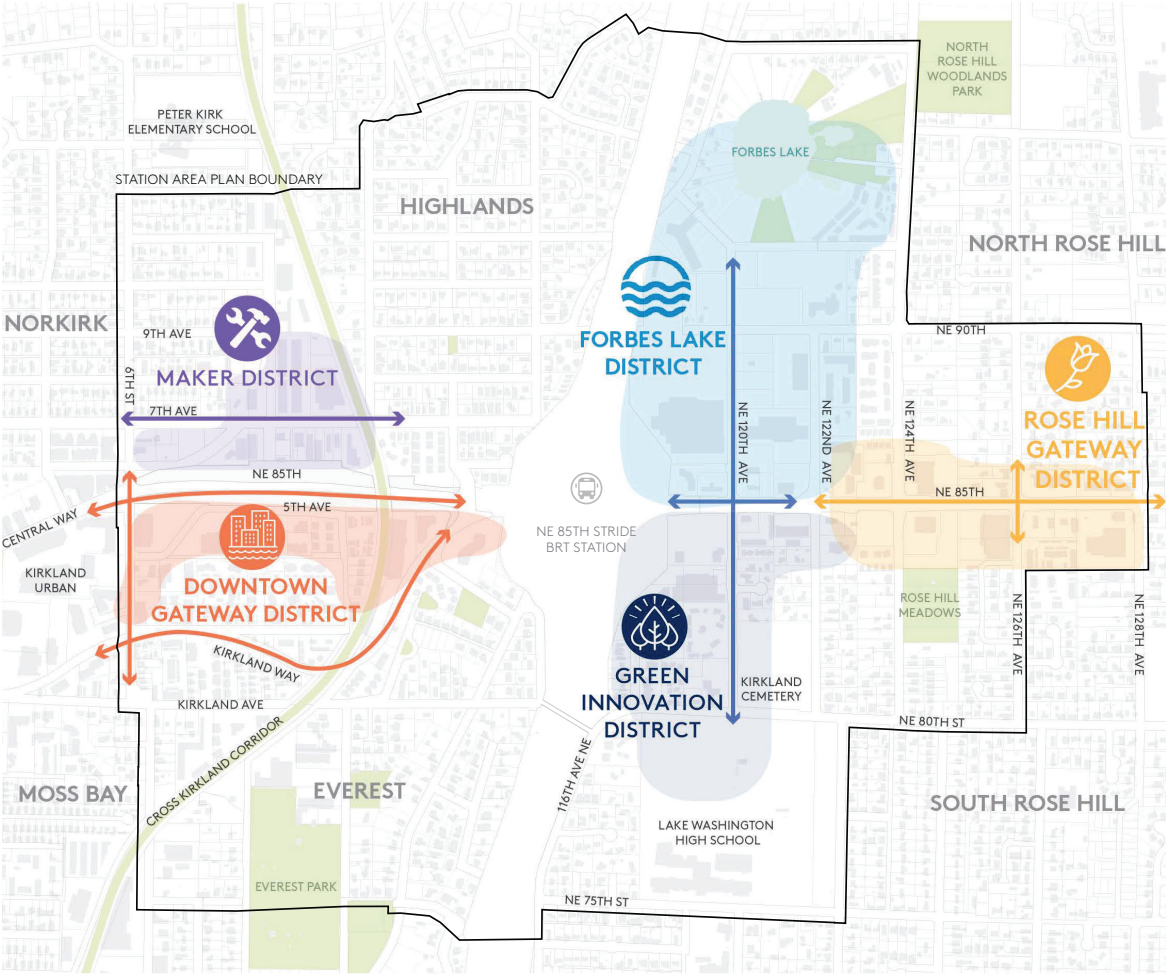 NORTH
ROSE HILL
WOODLANDS
PARK
PETER KIRK
ELEMENTARY SCHOOL
FORBES LAKE
STATION AREA PLAN BOUNDARY
HIGHLANDS
NORTH ROSE HILL
NORKIRK
9TH AVE
NE 90TH
FORBES LAKE
DISTRICT
MAKER DISTRICT
6TH ST
7TH AVE
NE 120TH AVE
NE 122ND AVE
NE 124TH AVE
ROSE HILL
GATEWAY
DISTRICT
NE 85TH
NE 85TH
5TH AVE
CENTRAL WAY
NE 85TH STRIDE
BRT STATION
KIRKLAND
URBAN
DOWNTOWN
GATEWAY DISTRICT
ROSE HILL
MEADOWS
NE 126TH AVE
NE 128TH AVE
KIRKLAND WAY
GREEN
INNOVATION
DISTRICT
KIRKLAND
CEMETERY
KIRKLAND AVE
NE 80TH ST
CROSS KIRKLAND CORRIDOR
116TH AVE NE
MOSS BAY
EVEREST
SOUTH ROSE HILL
LAKE WASHINGTON
HIGH SCHOOL
EVEREST PARK
NE 75TH ST